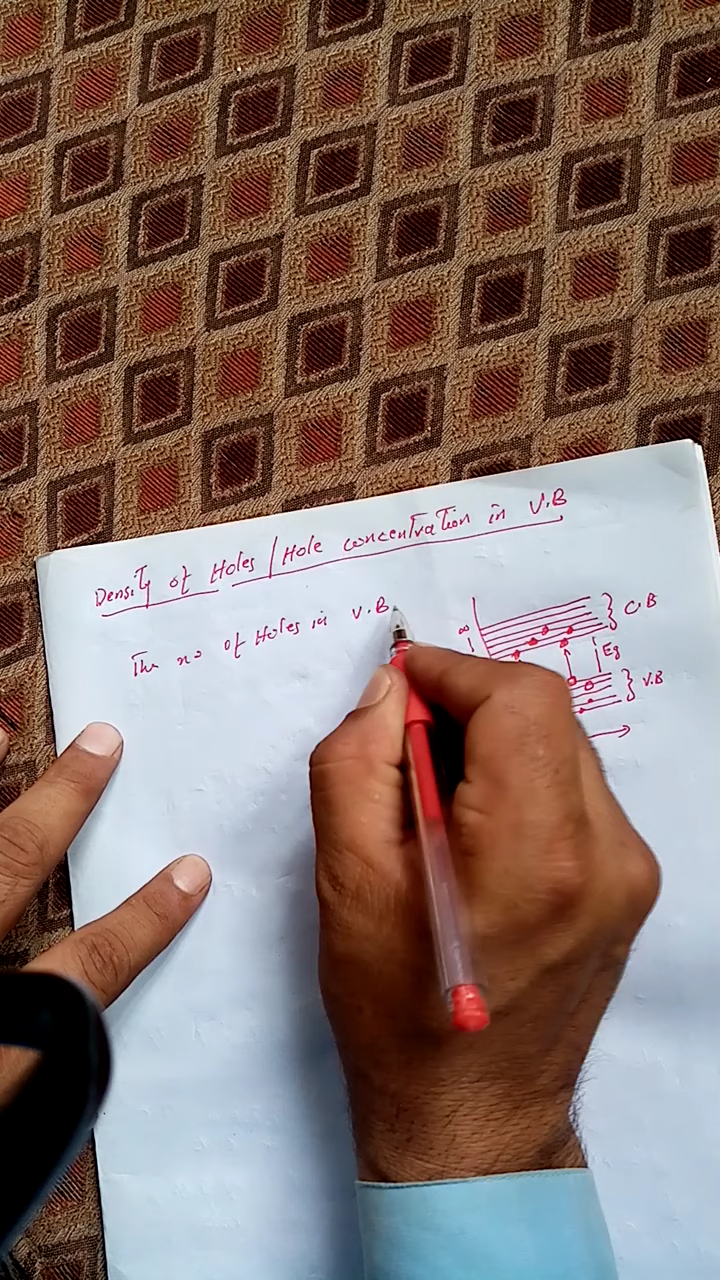 Density of Holes / Hole concentration in V.B
The no of Holes in V.B
∞
C.B
Eg
V.B